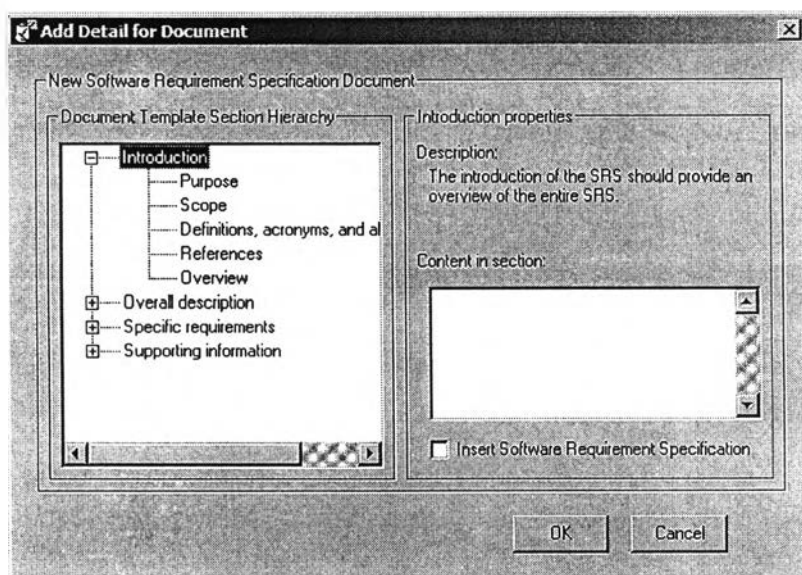 Add Detail for Document
New Software Requirement Specification Document
Document Template Section Hierarchy
Introduction
Purpose
Scope
Definitions, acronyms, and al
References
Overview
Overall description
Specific requirements
Supporting information
Introduction properties
Description:
The introduction of the SRS should provide an
overview of the entire SRS.
Content in section:
Insert Software Requirement Specification
OK
Cancel